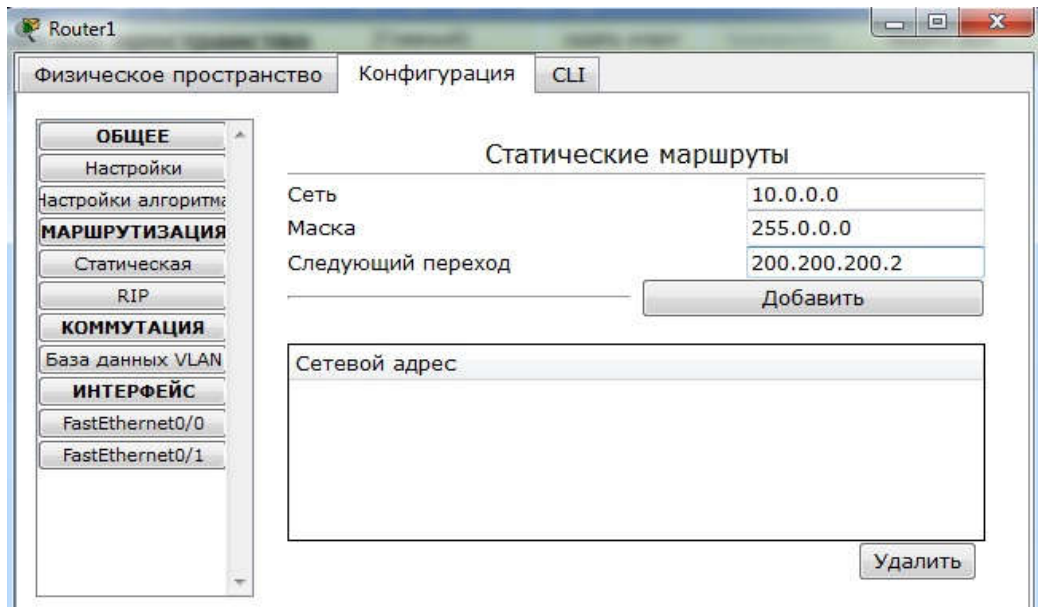 Router1
Физическое пространство
Конфигурация
CLI
ОБЩЕЕ
Настройки
Настройки алгоритма
МАРШРУТИЗАЦИЯ
Статическая
RIP
КОММУТАЦИЯ
База данных VLAN
ИНТЕРФЕЙС
FastEthernet0/0
FastEthernet0/1
Статические маршруты
Сеть 10.0.0.0
Маска 255.0.0.0
Следующий переход 200.200.200.2
Добавить
Сетевой адрес
Удалить